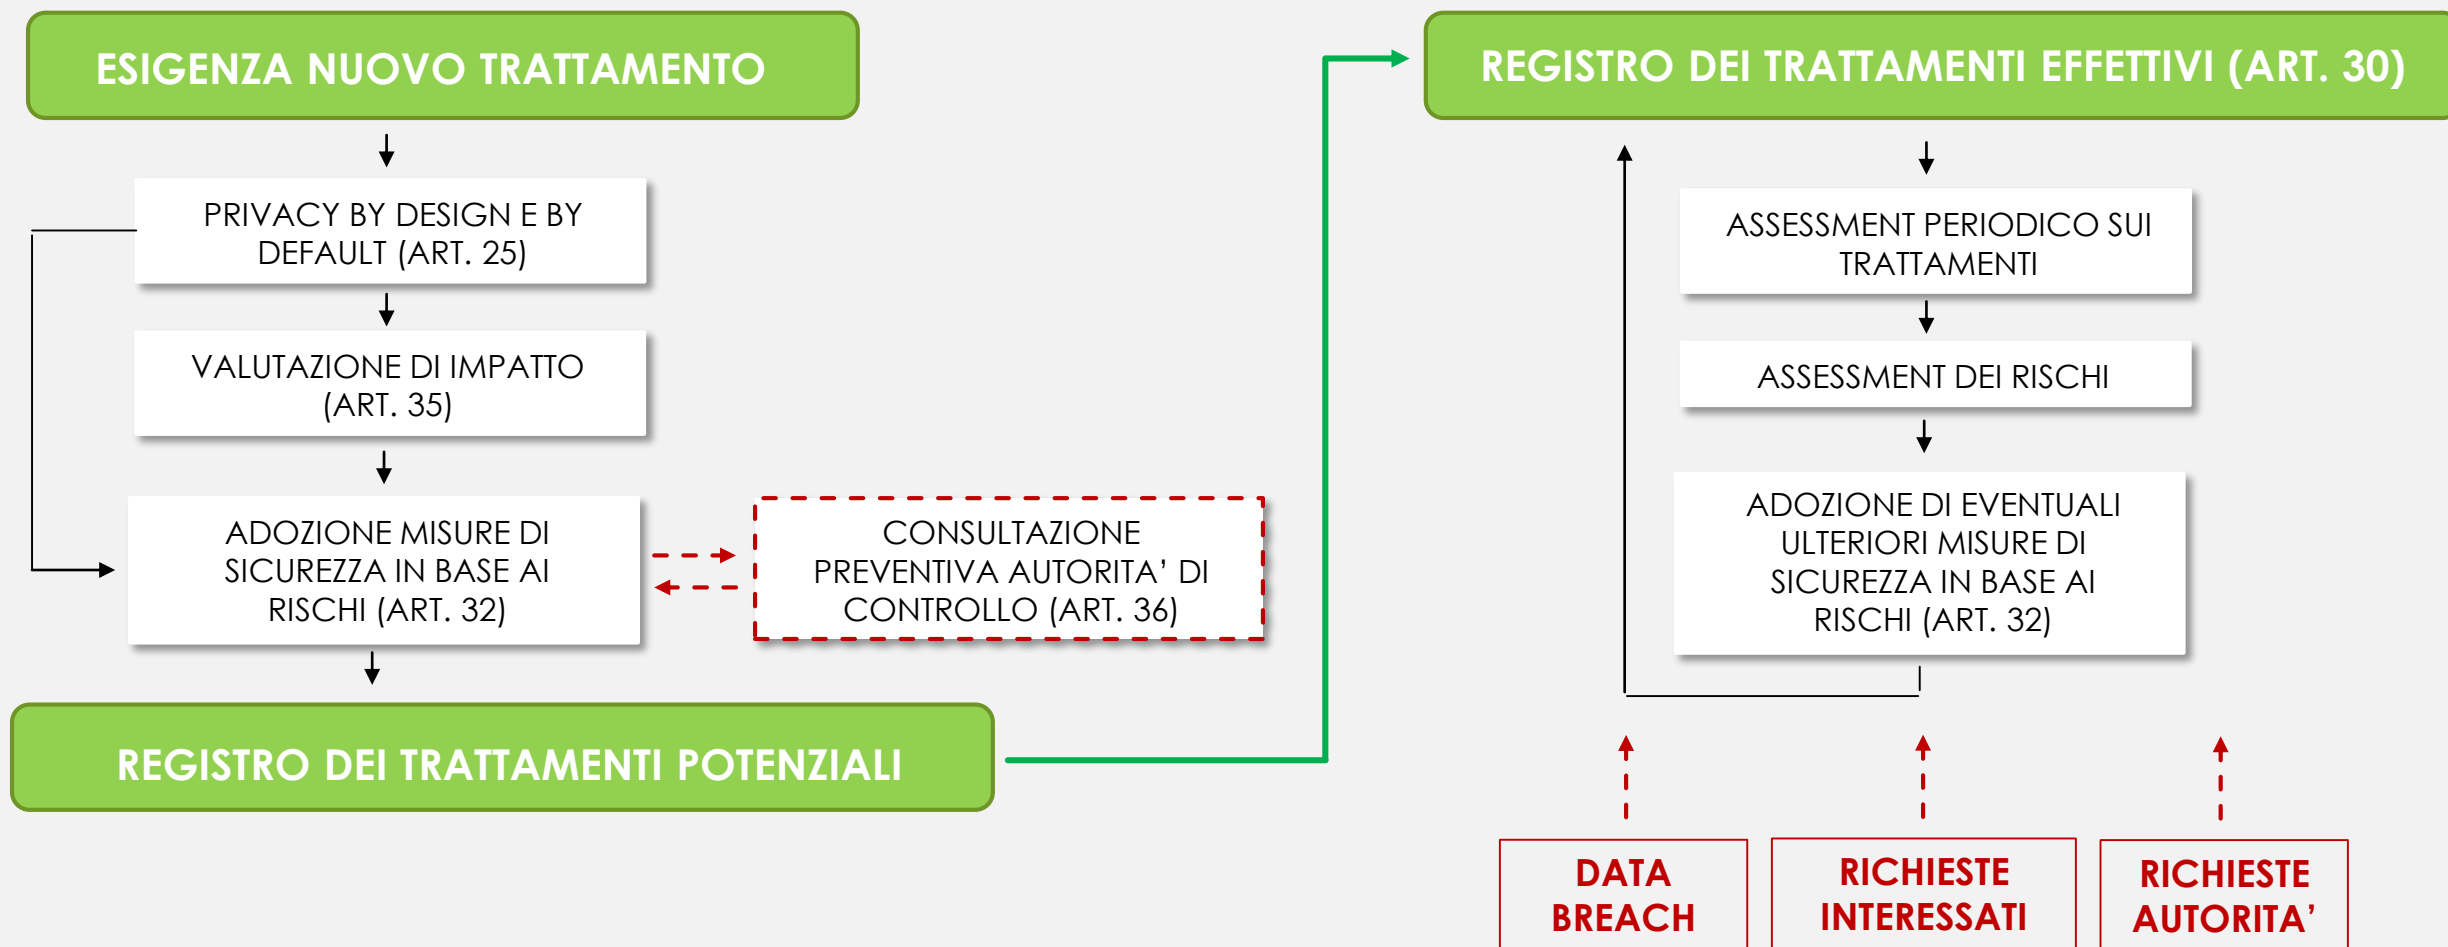 ESIGENZA NUOVO TRATTAMENTO
PRIVACY BY DESIGN E BY
DEFAULT (ART. 25)
VALUTAZIONE DI IMPATTO
(ART. 35)
ADOZIONE MISURE DI
SICUREZZA IN BASE AI
RISCHI (ART. 32)
CONSULTAZIONE
PREVENTIVA AUTORITA’ DI
CONTROLLO (ART. 36)
REGISTRO DEI TRATTAMENTI POTENZIALI
REGISTRO DEI TRATTAMENTI EFFETTIVI (ART. 30)
ASSESSMENT PERIODICO SUI
TRATTAMENTI
ASSESSMENT DEI RISCHI
ADOZIONE DI EVENTUALI
ULTERIORI MISURE DI
SICUREZZA IN BASE AI
RISCHI (ART. 32)
DATA
BREACH
RICHIESTE
INTERESSATI
RICHIESTE
AUTORITA’